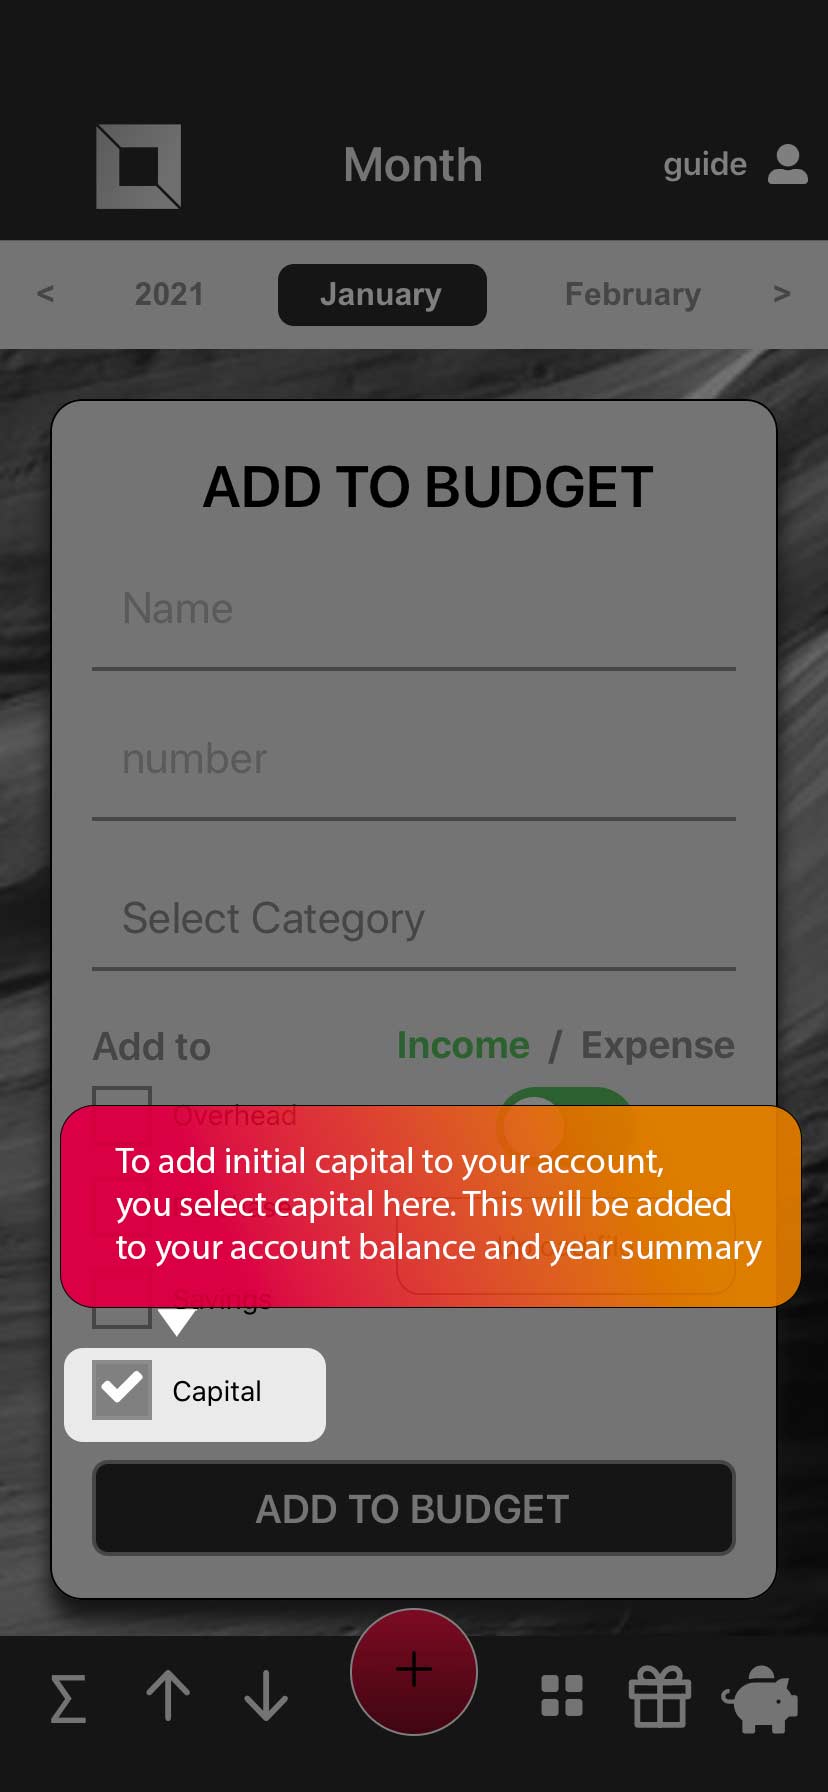 Month
guide
< 2021 January February >
ADD TO BUDGET
Name
number
Select Category
Add to
Income / Expense
Overhead
To add initial capital to your account,
you select capital here. This will be added
to your account balance and year summary
Savings
Capital
ADD TO BUDGET